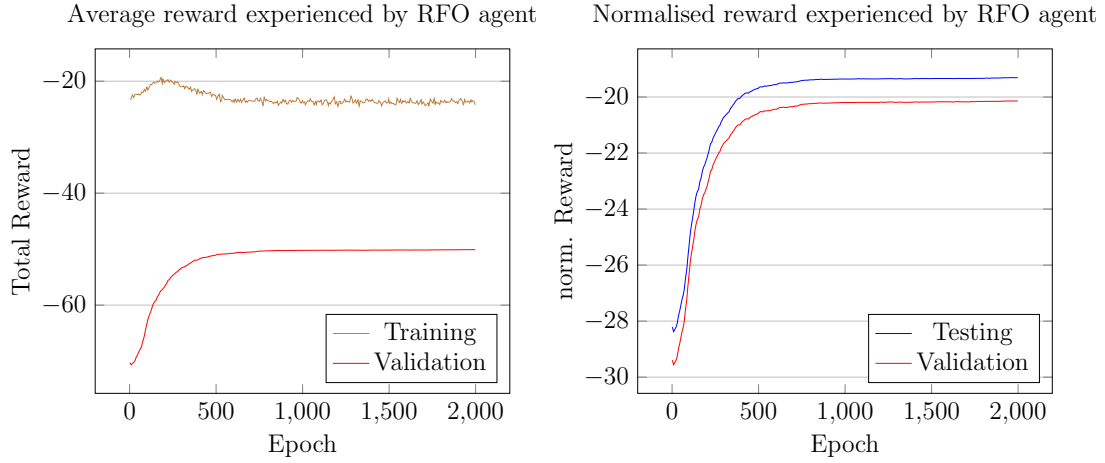 Average reward experienced by RFO agent
−20
−40
−60
0
500
1,000
1,500
2,000
Epoch
Total Reward
Training
Validation
Normalised reward experienced by RFO agent
−20
−22
−24
−26
−28
−30
0
500
1,000
1,500
2,000
Epoch
norm. Reward
Testing
Validation